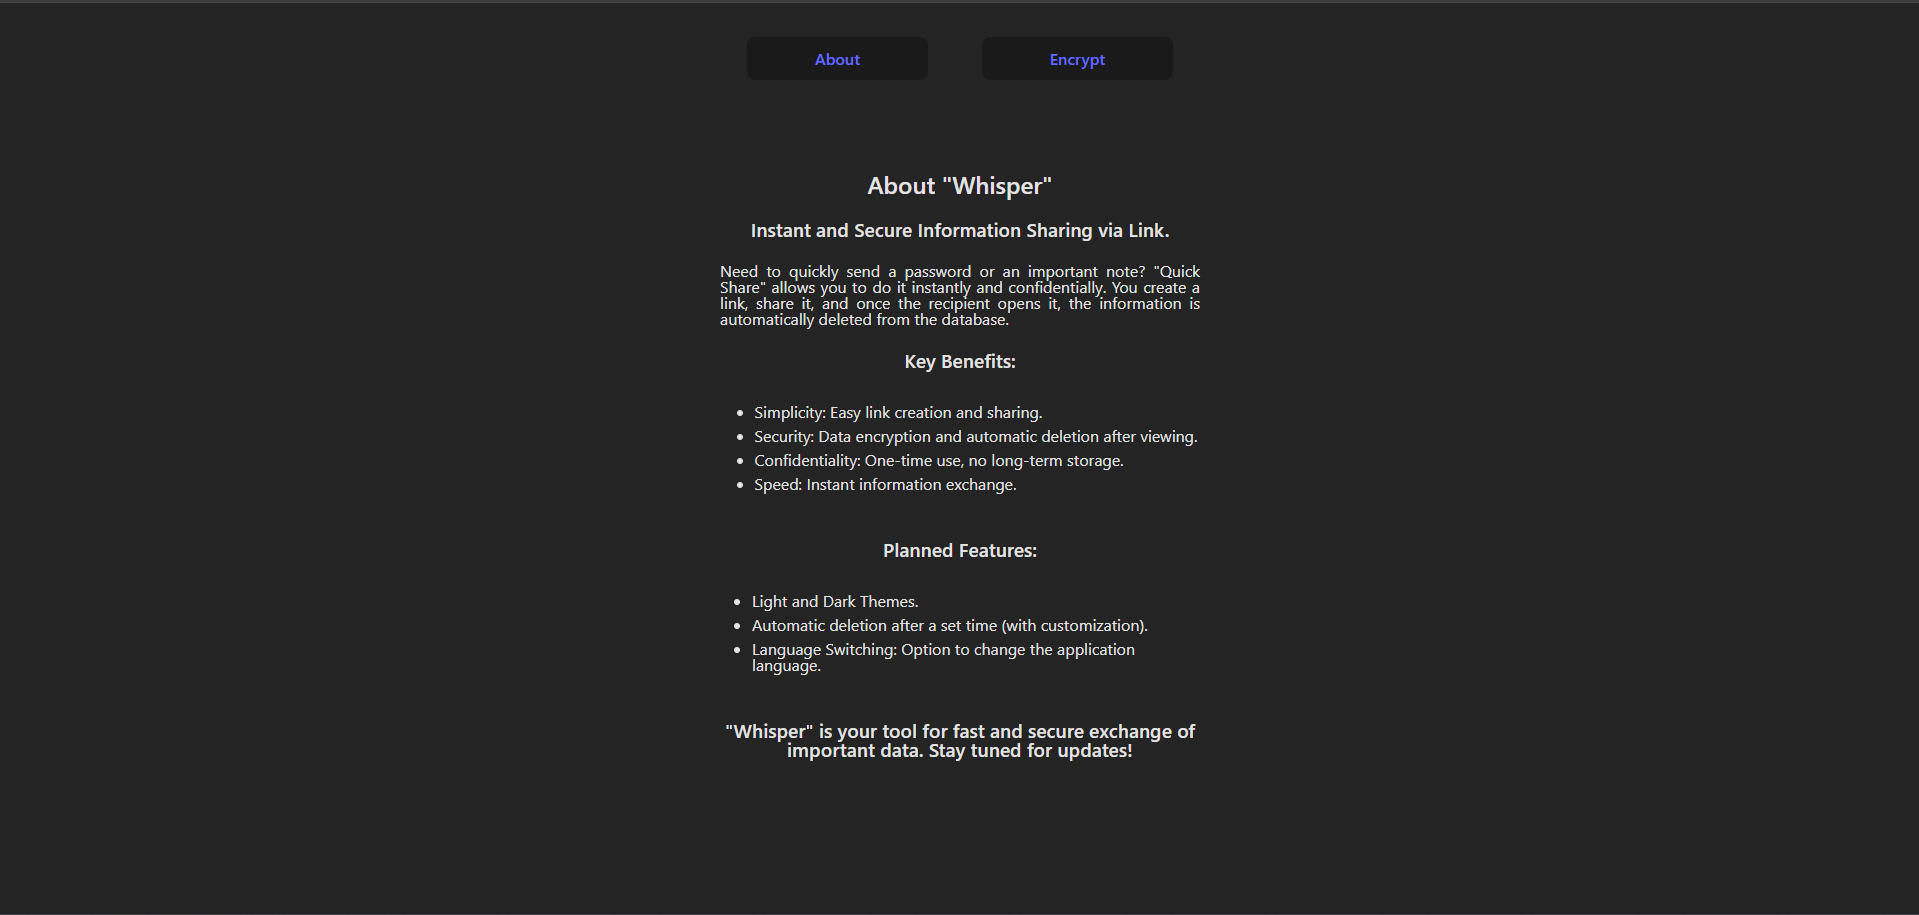 About
Encrypt
About "Whisper"
Instant and Secure Information Sharing via Link.
Need to quickly send a password or an important note? "Quick
Share" allows you to do it instantly and confidentially. You create a
link, share it, and once the recipient opens it, the information is
automatically deleted from the database.
Key Benefits:
• Simplicity: Easy link creation and sharing.
• Security: Data encryption and automatic deletion after viewing.
• Confidentiality: One-time use, no long-term storage.
• Speed: Instant information exchange.
Planned Features:
• Light and Dark Themes.
• Automatic deletion after a set time (with customization).
• Language Switching: Option to change the application
language.
"Whisper" is your tool for fast and secure exchange of
important data. Stay tuned for updates!